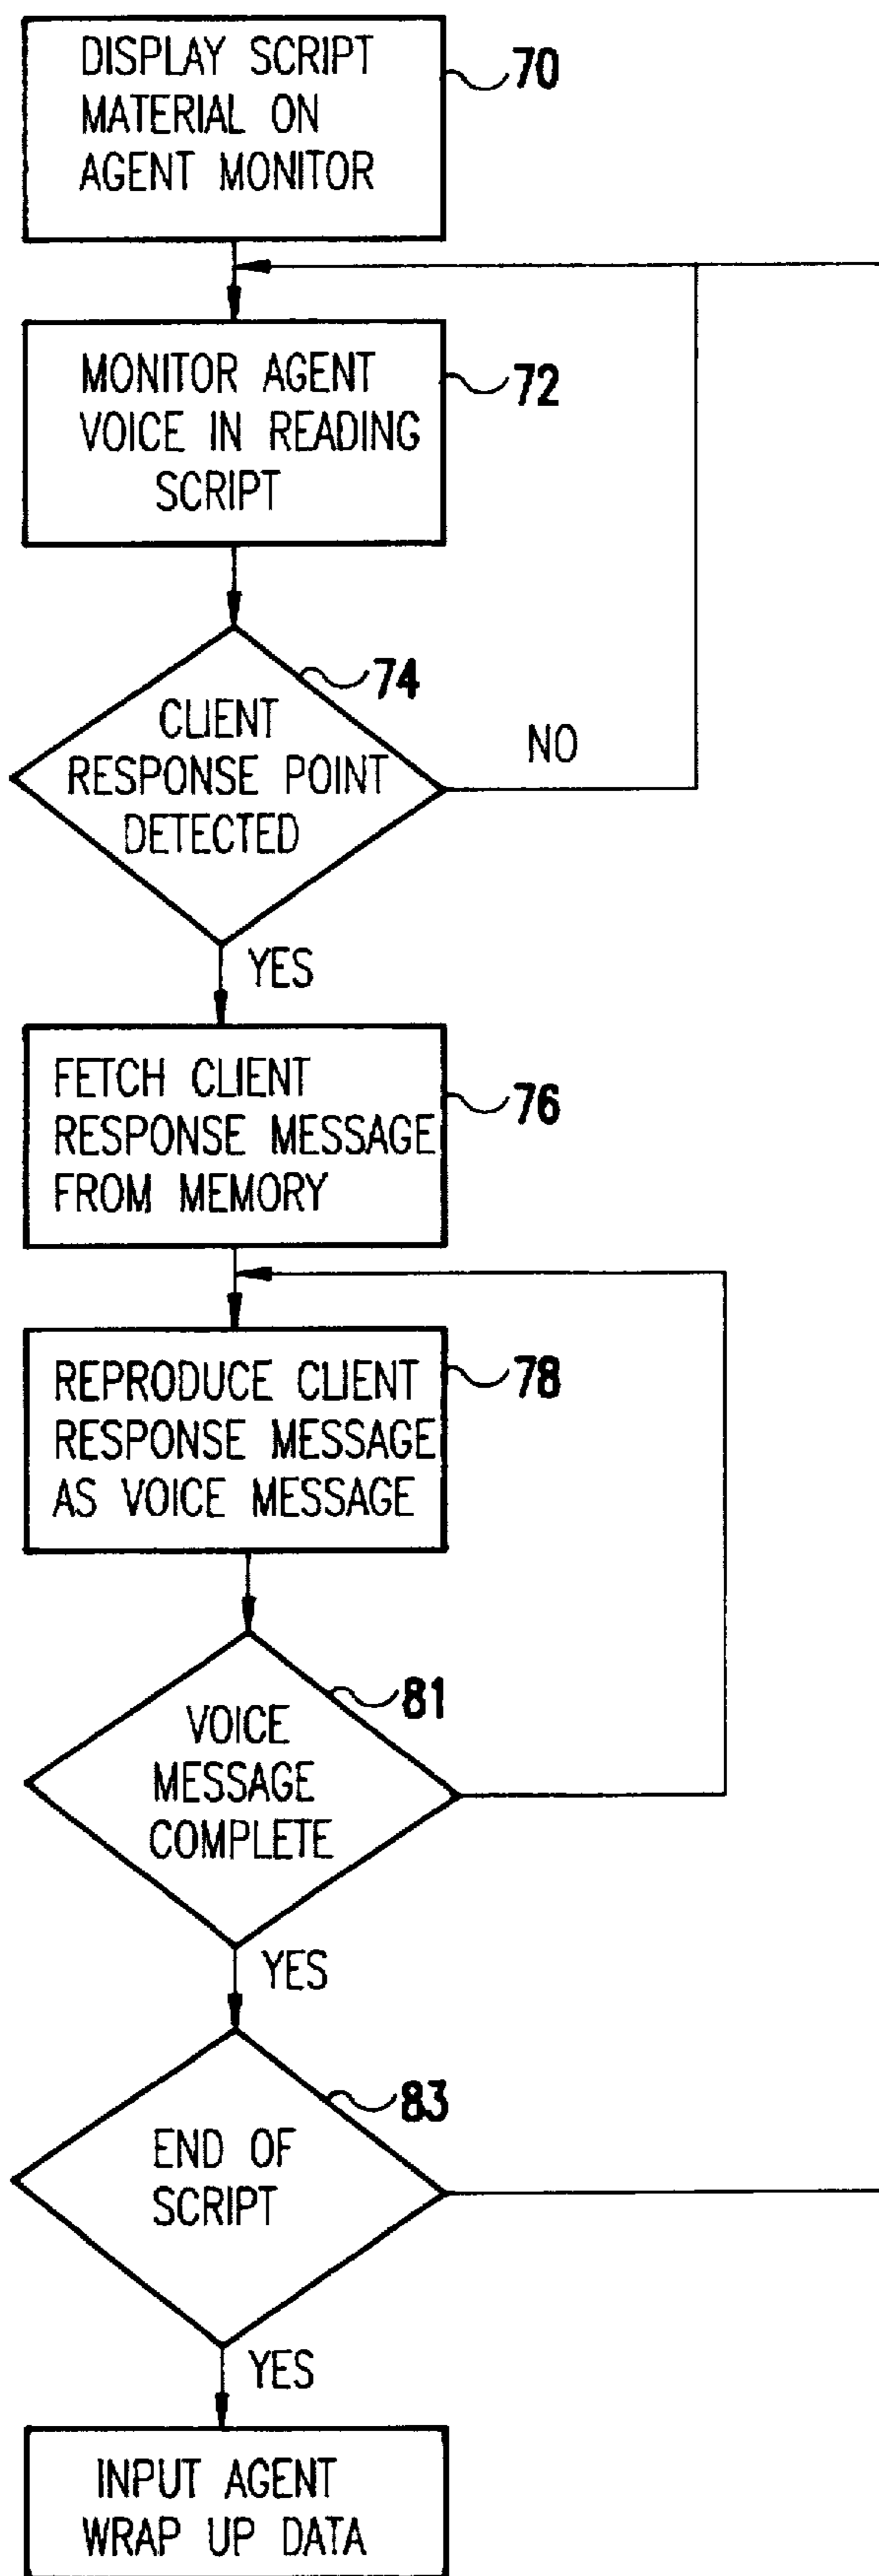 DISPLAY SCRIPT
MATERIAL ON
AGENT MONITOR
70
MONITOR AGENT
VOICE IN READING
SCRIPT
72
74
CLIENT
RESPONSE POINT
DETECTED
NO
YES
FETCH CLIENT
RESPONSE MESSAGE
FROM MEMORY
76
REPRODUCE CLIENT
RESPONSE MESSAGE
AS VOICE MESSAGE
78
81
VOICE
MESSAGE
COMPLETE
YES
83
END OF
SCRIPT
YES
INPUT AGENT
WRAP UP DATA